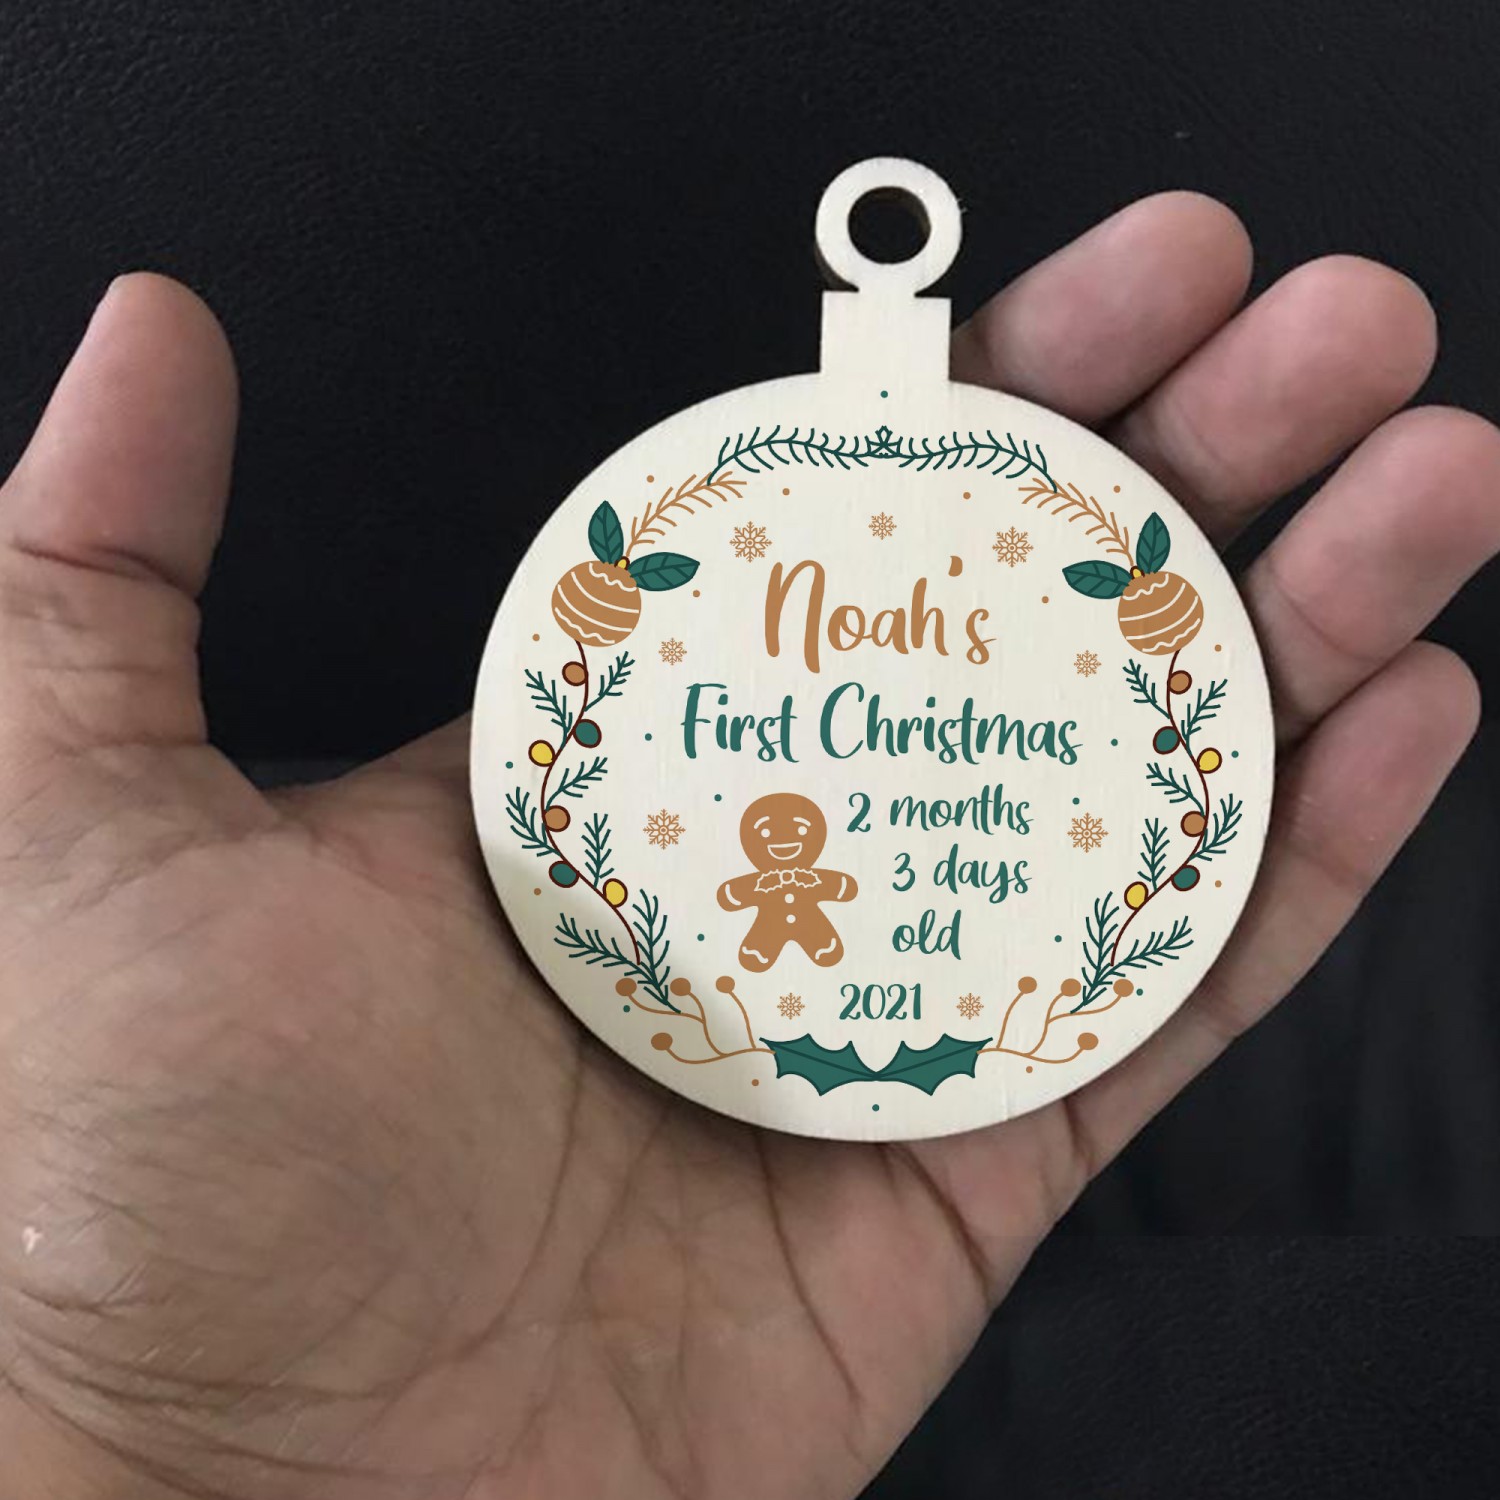 Noah's
First Christmas
2 months
3 days
old
2021